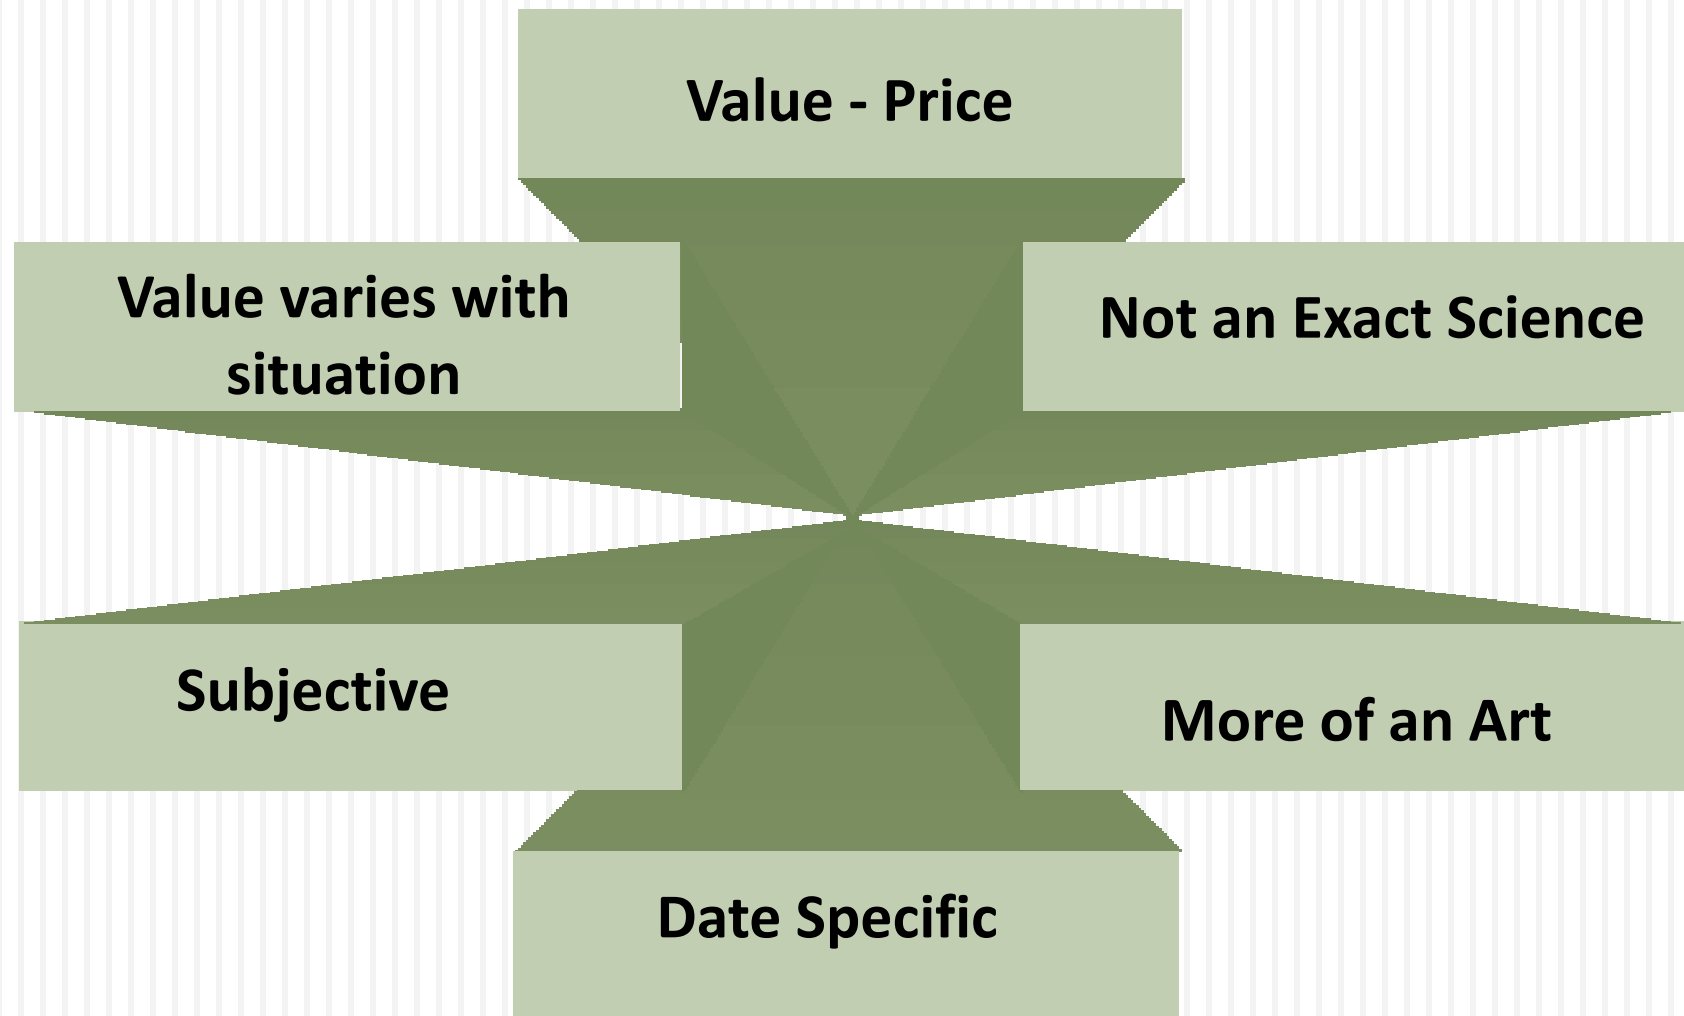 Value - Price
Value varies with
situation
Not an Exact Science
Subjective
More of an Art
Date Specific